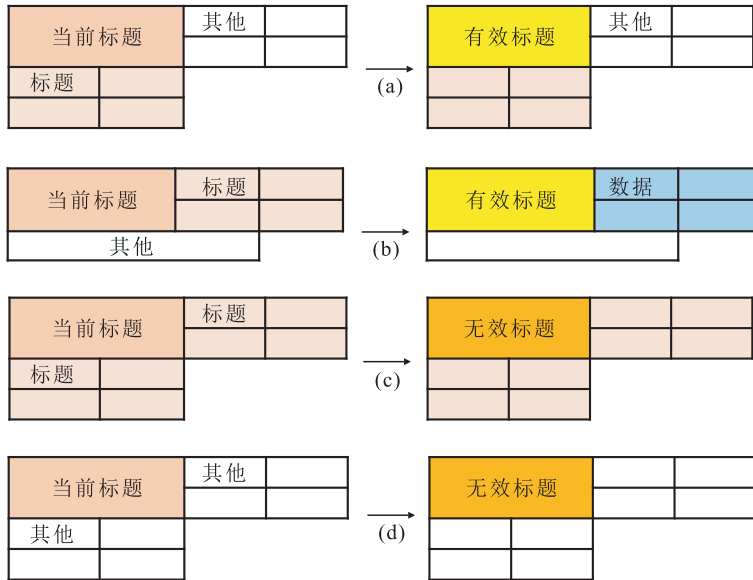 当前标题 其他 有效标题 其他
标题
(a)
当前标题 标题 有效标题 数据
其他
(b)
当前标题 标题 无效标题
标题
(c)
当前标题 其他 无效标题
其他
(d)